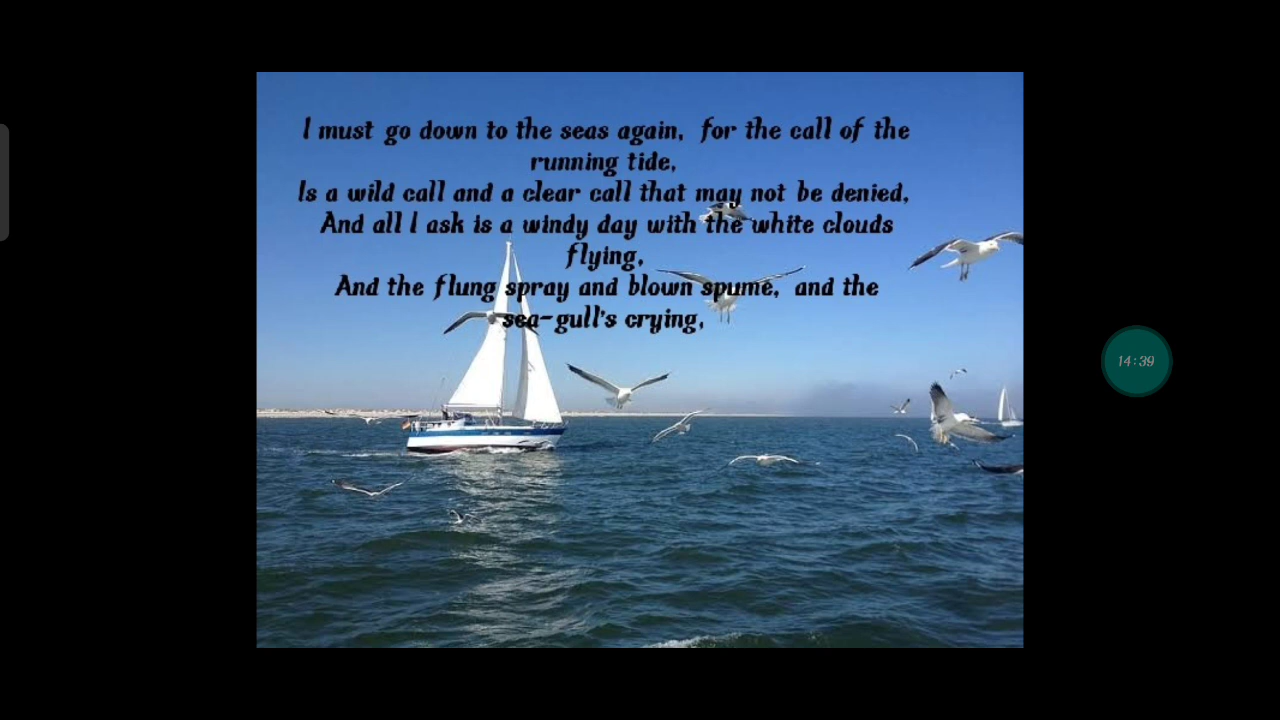 I must go down to the seas again, for the call of the
running tide,
Is a wild call and a clear call that may not be denied,
And all I ask is a windy day with the white clouds
flying,
And the flung spray and blown spume, and the
sea-gull's crying,
14:39